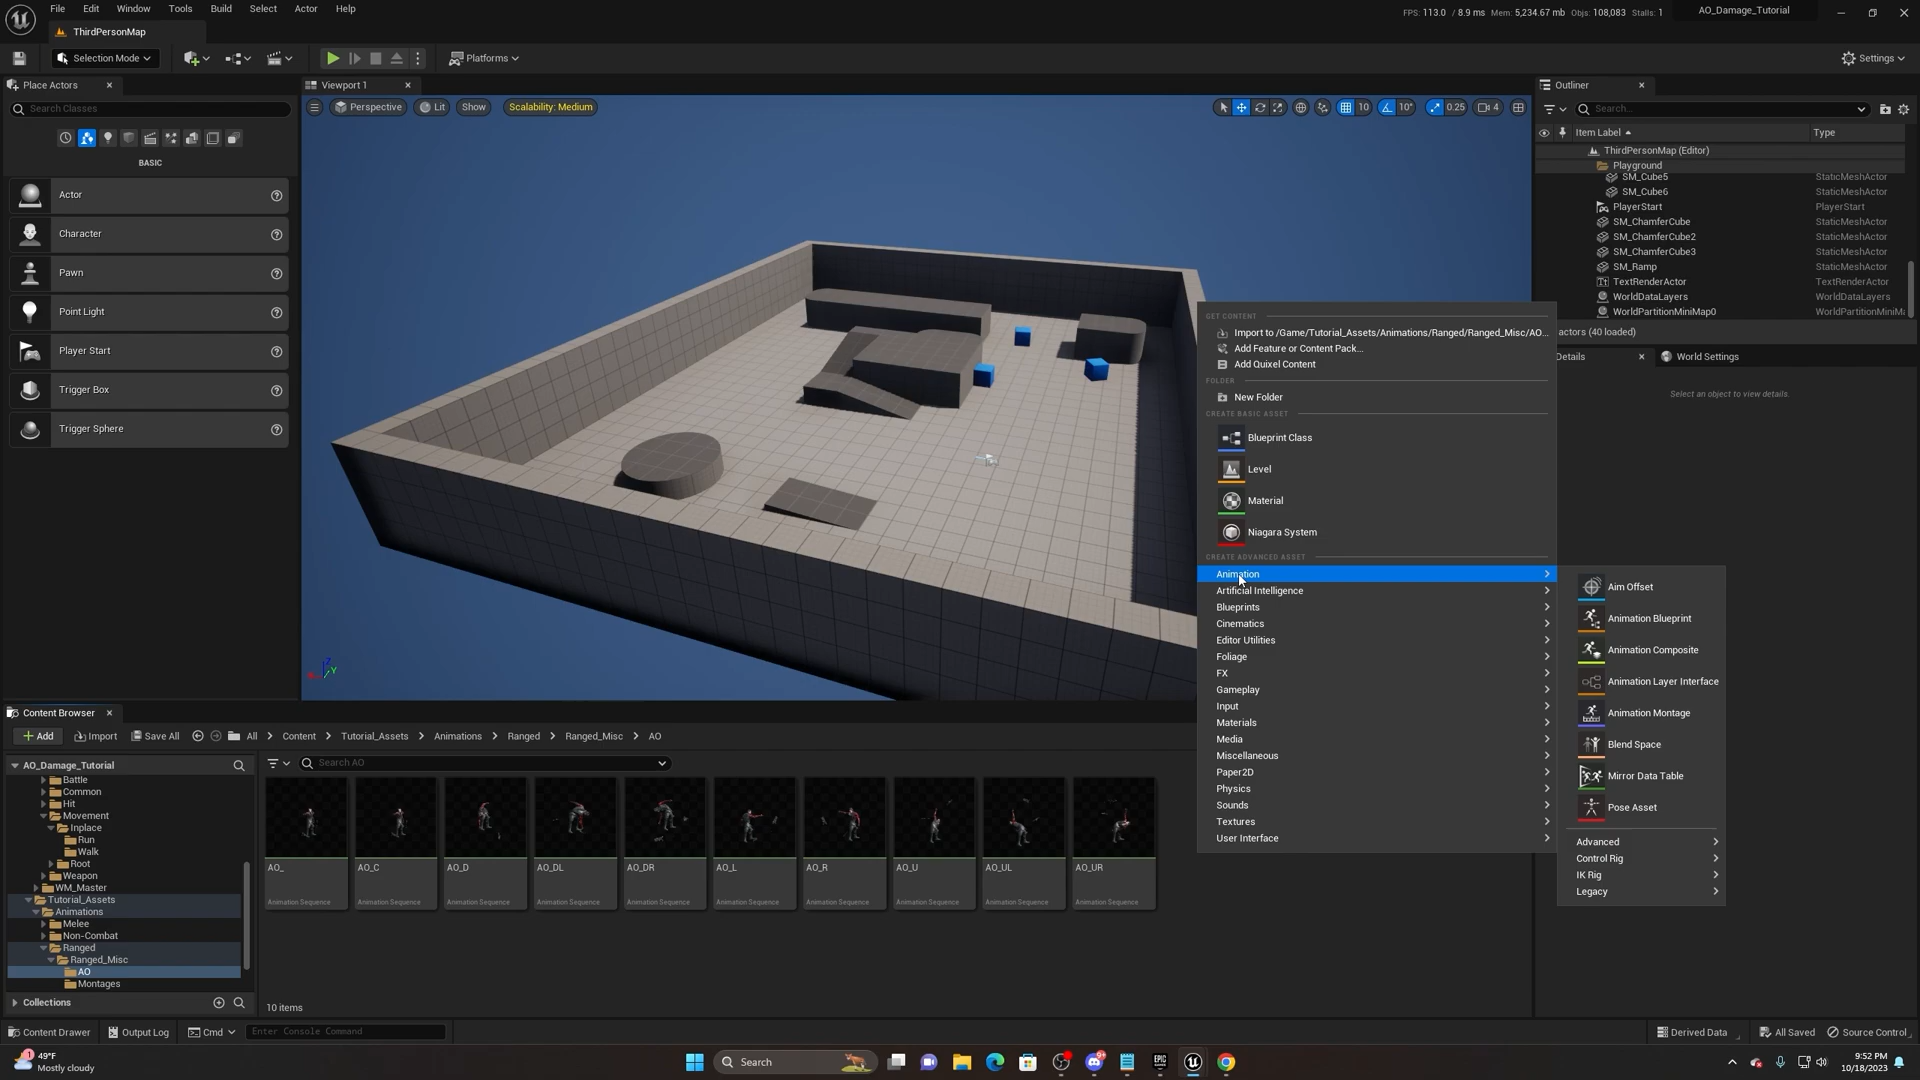 File Edit Window Tools Build Select Actor Help
FPS: 113.0 / 8.9 ms Mem: 5,234.67 mb Objs: 108,083 Stalls: 1
AO_Damage_Tutorial
ThirdPersonMap
Selection Mode
Platforms
Settings
Place Actors
Search Classes
BASIC
Actor
Character
Pawn
Point Light
Player Start
Trigger Box
Trigger Sphere
Viewport 1
Perspective Lit Show Scalability: Medium
10 10° 0.25 4
Outliner
Search...
Item Label Type
ThirdPersonMap (Editor)
Playground
SM_Cube5 StaticMeshActor
SM_Cube6 StaticMeshActor
PlayerStart PlayerStart
SM_ChamferCube StaticMeshActor
SM_ChamferCube2 StaticMeshActor
SM_ChamferCube3 StaticMeshActor
SM_Ramp StaticMeshActor
TextRenderActor TextRenderActor
WorldDataLayers WorldDataLayers
WorldPartitionMiniMap0 WorldPartitionMiniMa
actors (40 loaded)
Details World Settings
Select an object to view details.
GET CONTENT
Import to /Game/Tutorial_Assets/Animations/Ranged/Ranged_Misc/AO...
Add Feature or Content Pack...
Add Quixel Content
FOLDER
New Folder
CREATE BASIC ASSET
Blueprint Class
Level
Material
Niagara System
CREATE ADVANCED ASSET
Animation
Artificial Intelligence
Blueprints
Cinematics
Editor Utilities
Foliage
FX
Gameplay
Input
Materials
Media
Miscellaneous
Paper2D
Physics
Sounds
Textures
User Interface
Aim Offset
Animation Blueprint
Animation Composite
Animation Layer Interface
Animation Montage
Blend Space
Mirror Data Table
Pose Asset
Advanced
Control Rig
IK Rig
Legacy
Z Y
Content Browser
Add Import Save All All Content Tutorial_Assets Animations Ranged Ranged_Misc AO
AO_Damage_Tutorial
Search AO
Battle
Common
Hit
Movement
Inplace
Run
Walk
Root
Weapon
WM_Master
Tutorial_Assets
Animations
Melee
Non-Combat
Ranged
Ranged_Misc
AO
Montages
Collections
AO_ AO_C AO_D AO_DL AO_DR AO_L AO_R AO_U AO_UL AO_UR
Animation Sequence Animation Sequence Animation Sequence Animation Sequence Animation Sequence Animation Sequence Animation Sequence Animation Sequence Animation Sequence Animation Sequence
10 items
Content Drawer Output Log Cmd Enter Console Command
Derived Data All Saved Source Control
49°F
Mostly cloudy
Search
9:52 PM
10/18/2023